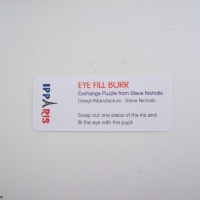 IPP PARIS
EYE FILL BURR
Exchange Puzzle from Steve Nicholls
Design/Manufacture : Steve Nicholls
Swap out one piece of the iris and
fill the eye with the pupil